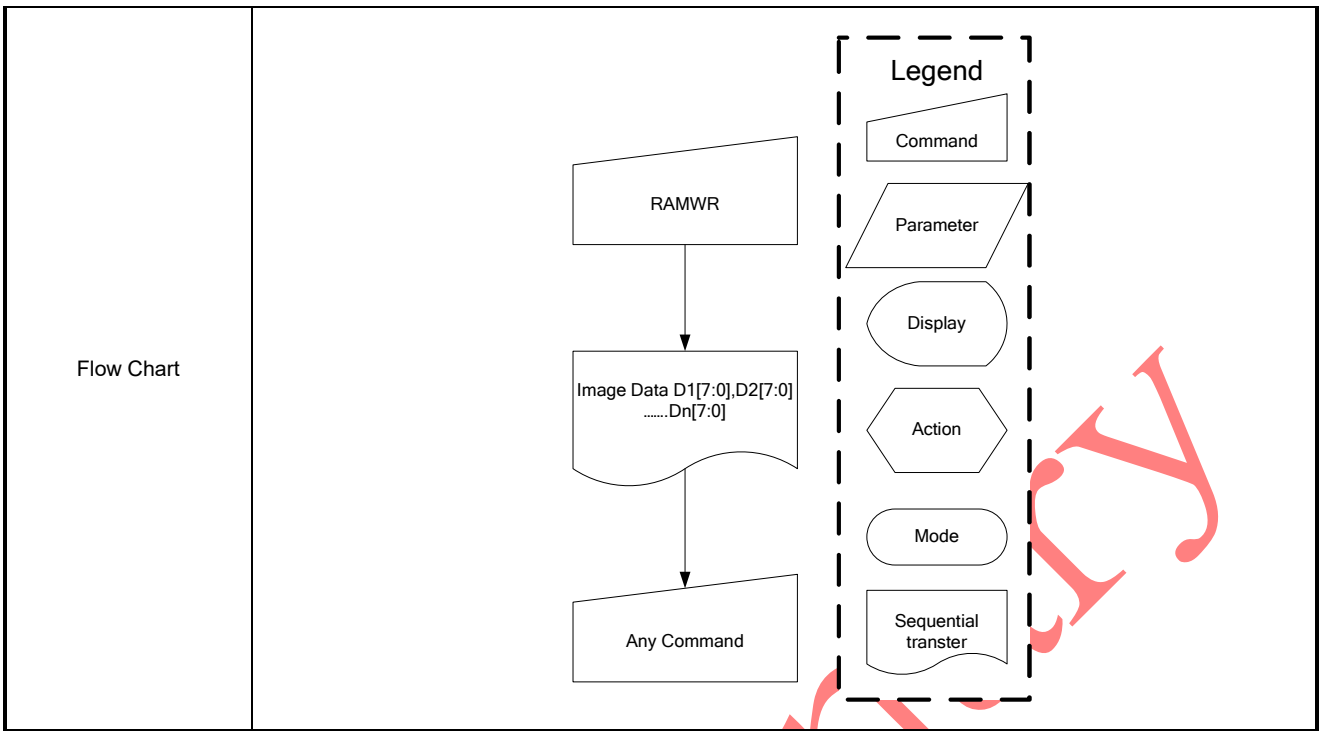 Flow Chart
RAMWR
Image Data D1[7:0],D2[7:0]
.......Dn[7:0]
Any Command
Legend
Command
Parameter
Display
Action
Mode
Sequential
transter